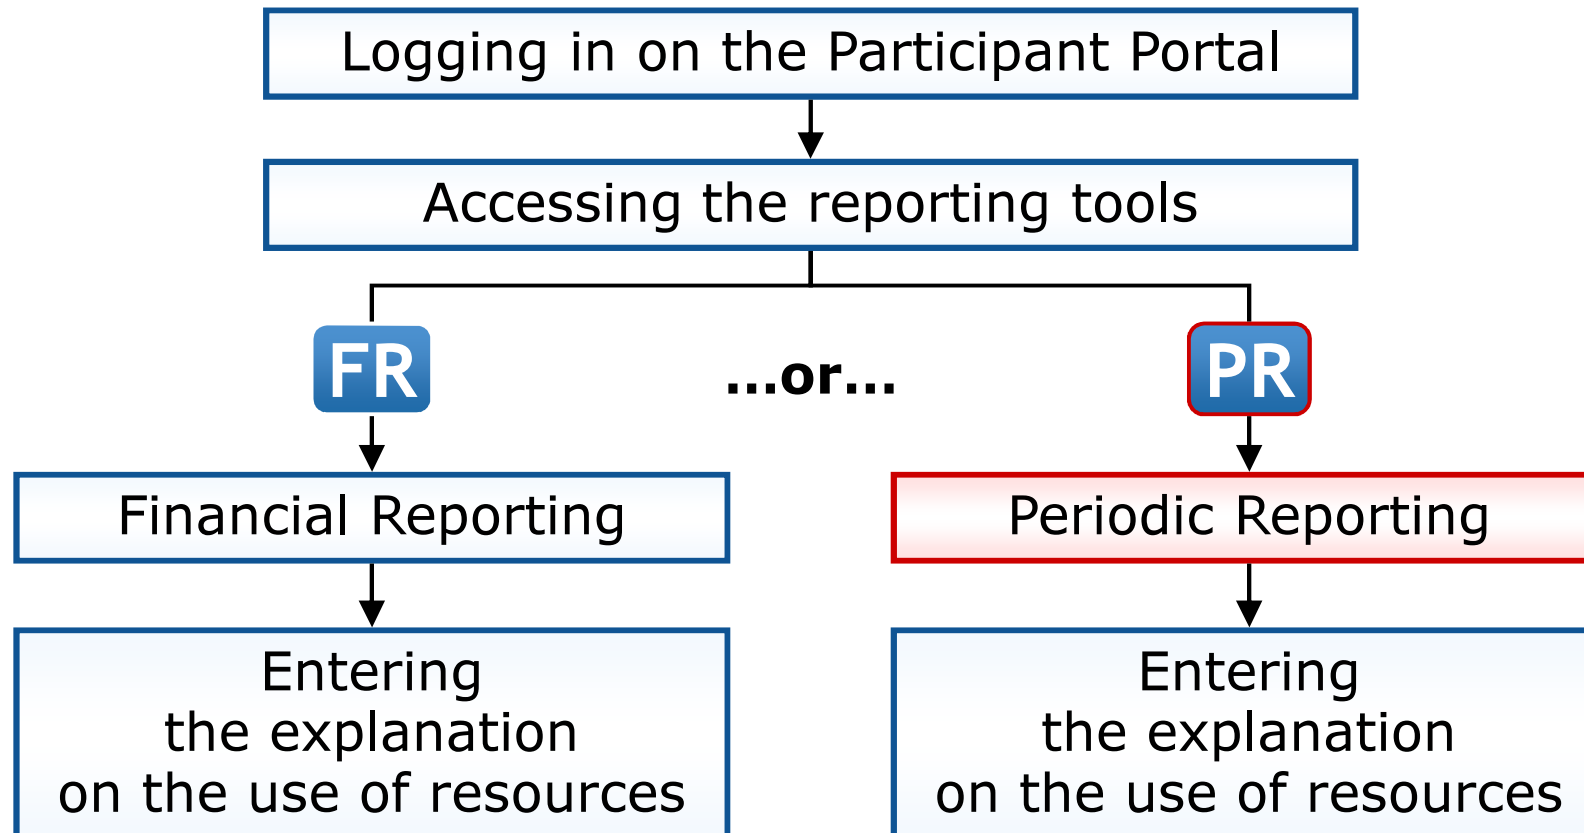 Logging in on the Participant Portal
Accessing the reporting tools
FR
...or...
PR
Financial Reporting
Periodic Reporting
Entering
the explanation
on the use of resources
Entering
the explanation
on the use of resources